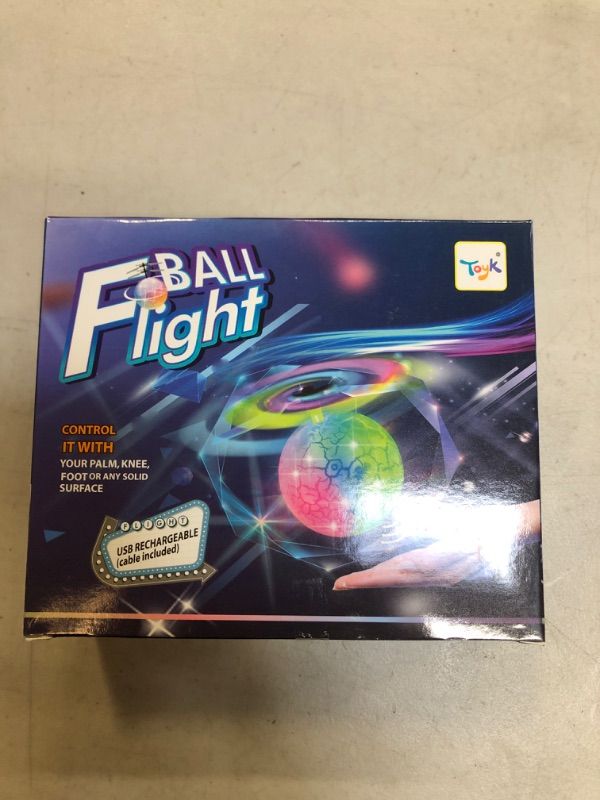 BALL
Flight
Toyk
CONTROL
IT WITH
YOUR PALM, KNEE,
FOOT OR ANY SOLID
SURFACE
FLIGHT
USB RECHARGEABLE
(cable included)